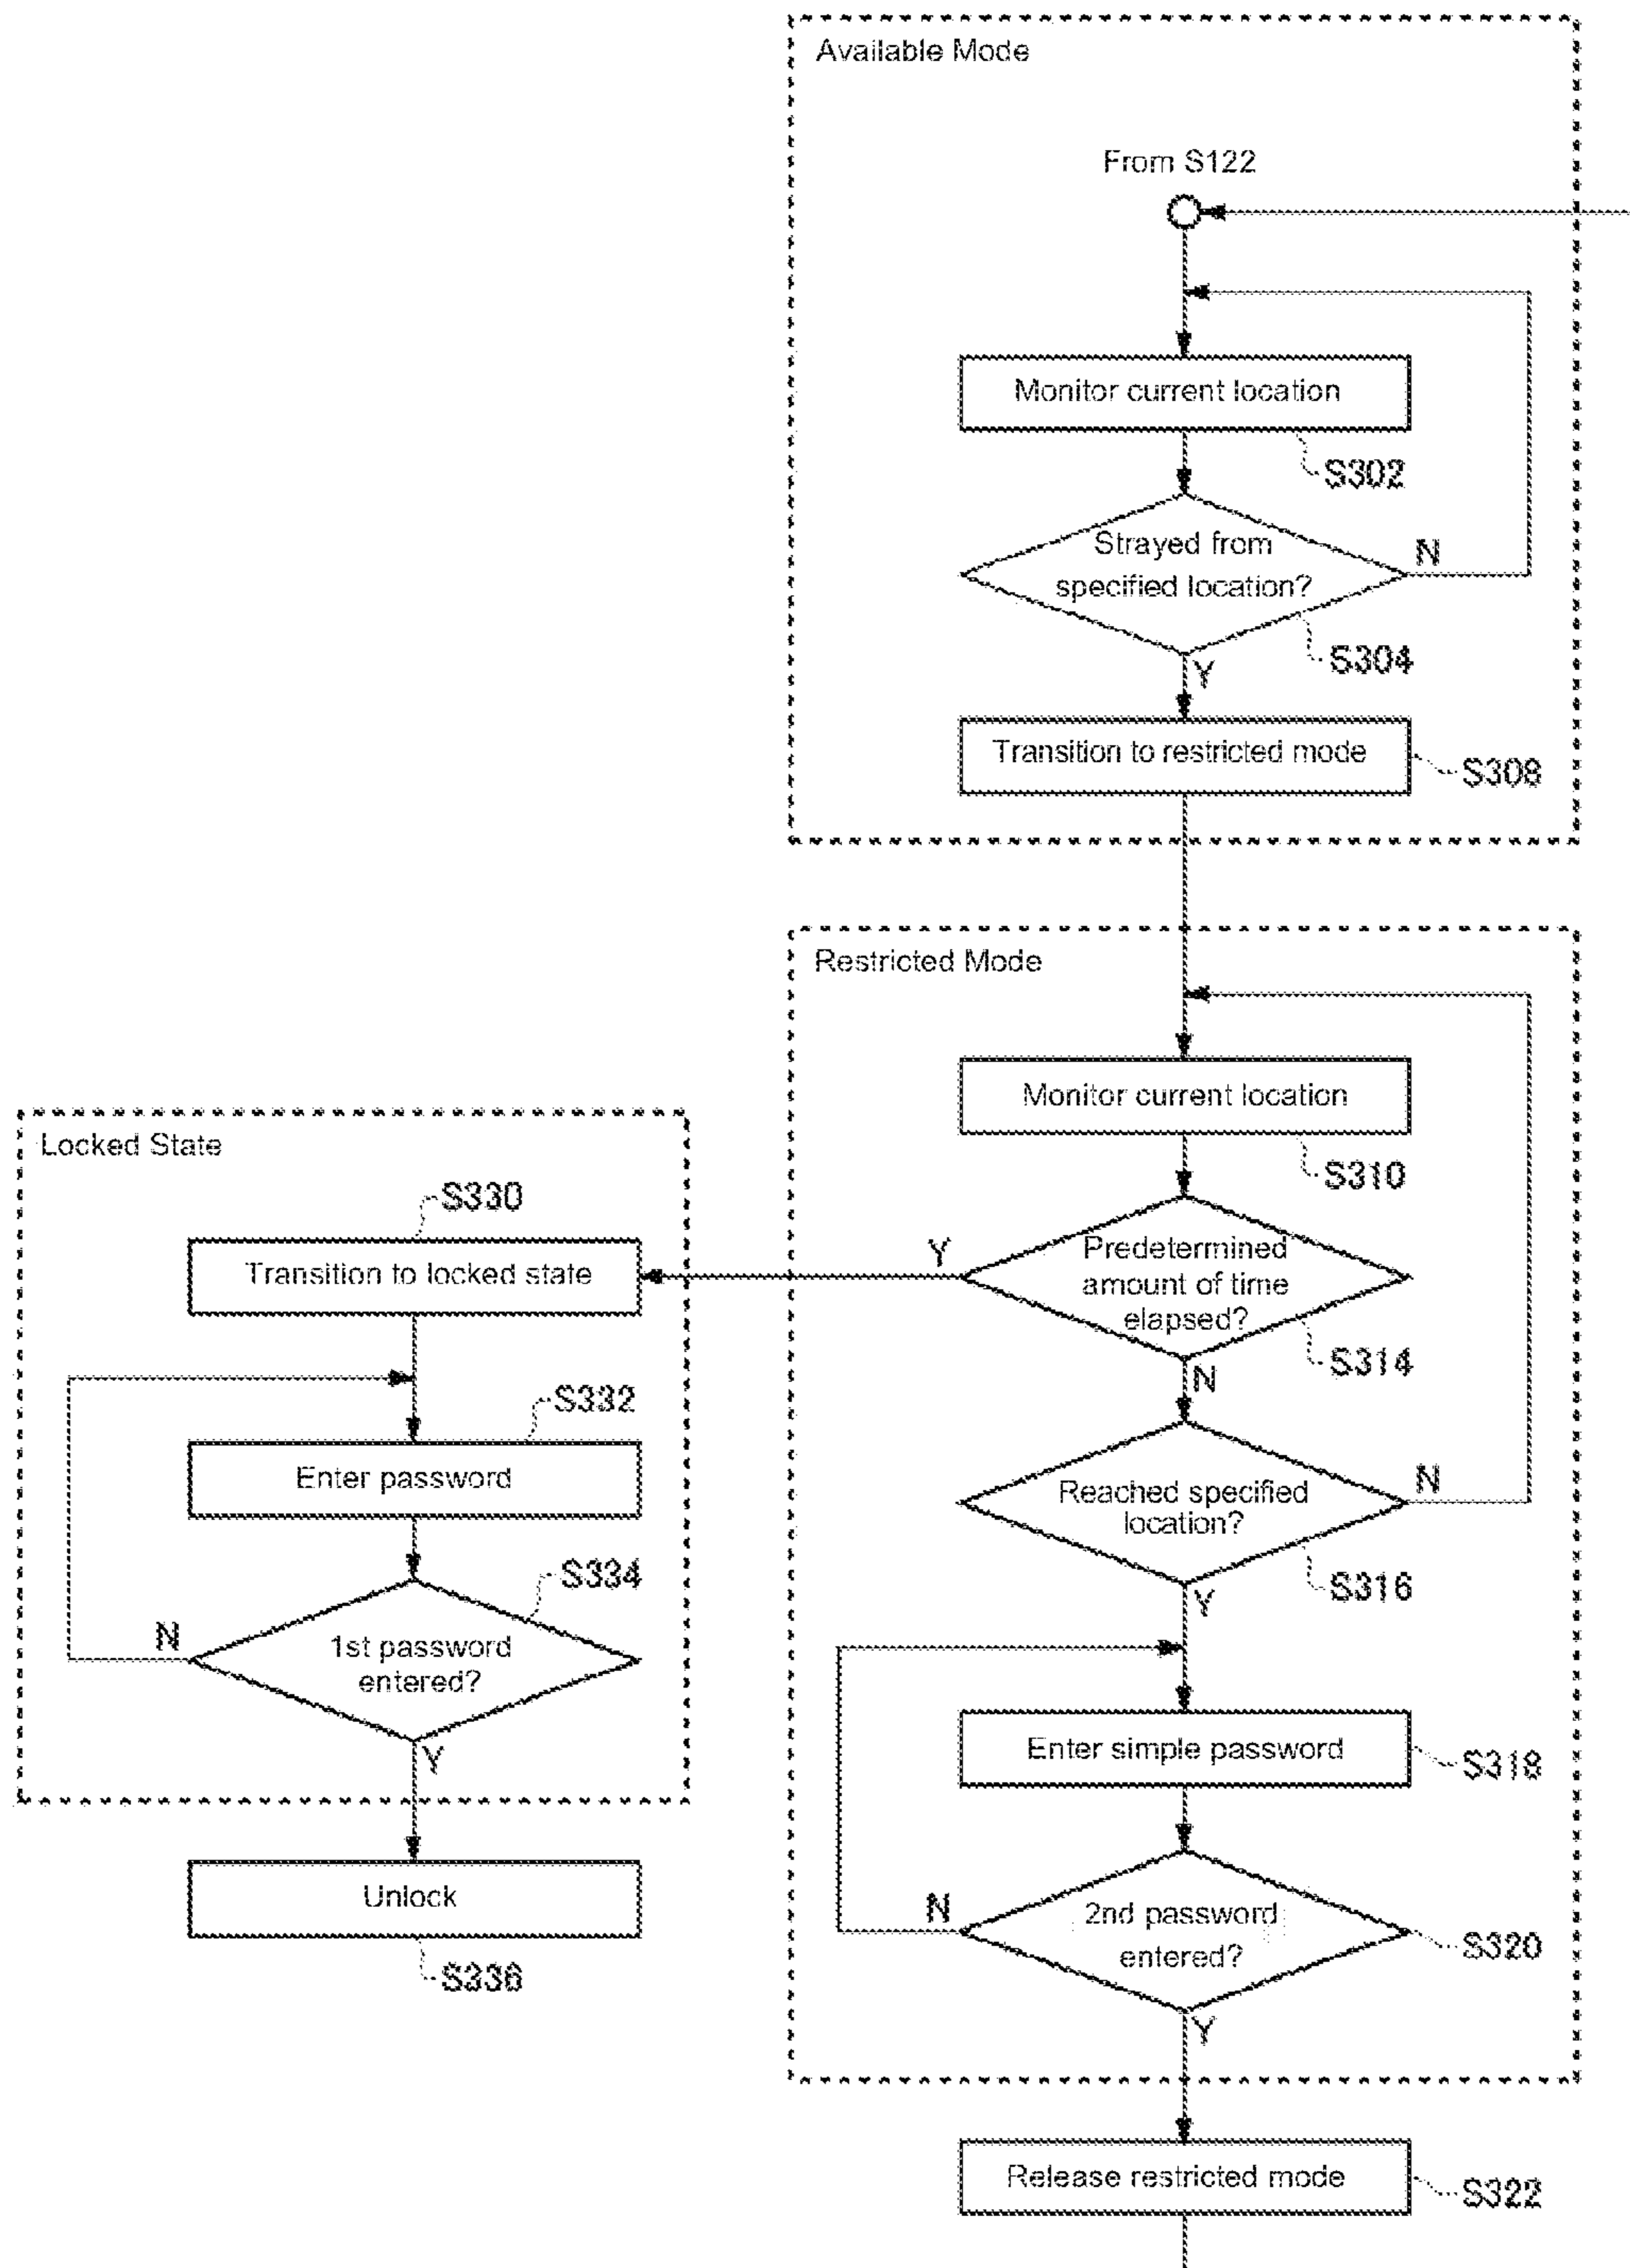 Available Mode
From S122
Monitor current location
S302
Strayed from
specified location?
N
S304
Y
Transition to restricted mode
S308
Restricted Mode
Monitor current location
S310
Predetermined
amount of time
elapsed?
Y
S314
N
Reached specified
location?
N
S316
Y
Enter simple password
S318
2nd password
entered?
N
S320
Y
Release restricted mode
S322
Locked State
S330
Transition to locked state
S332
Enter password
S334
1st password
entered?
N
Y
Unlock
S336